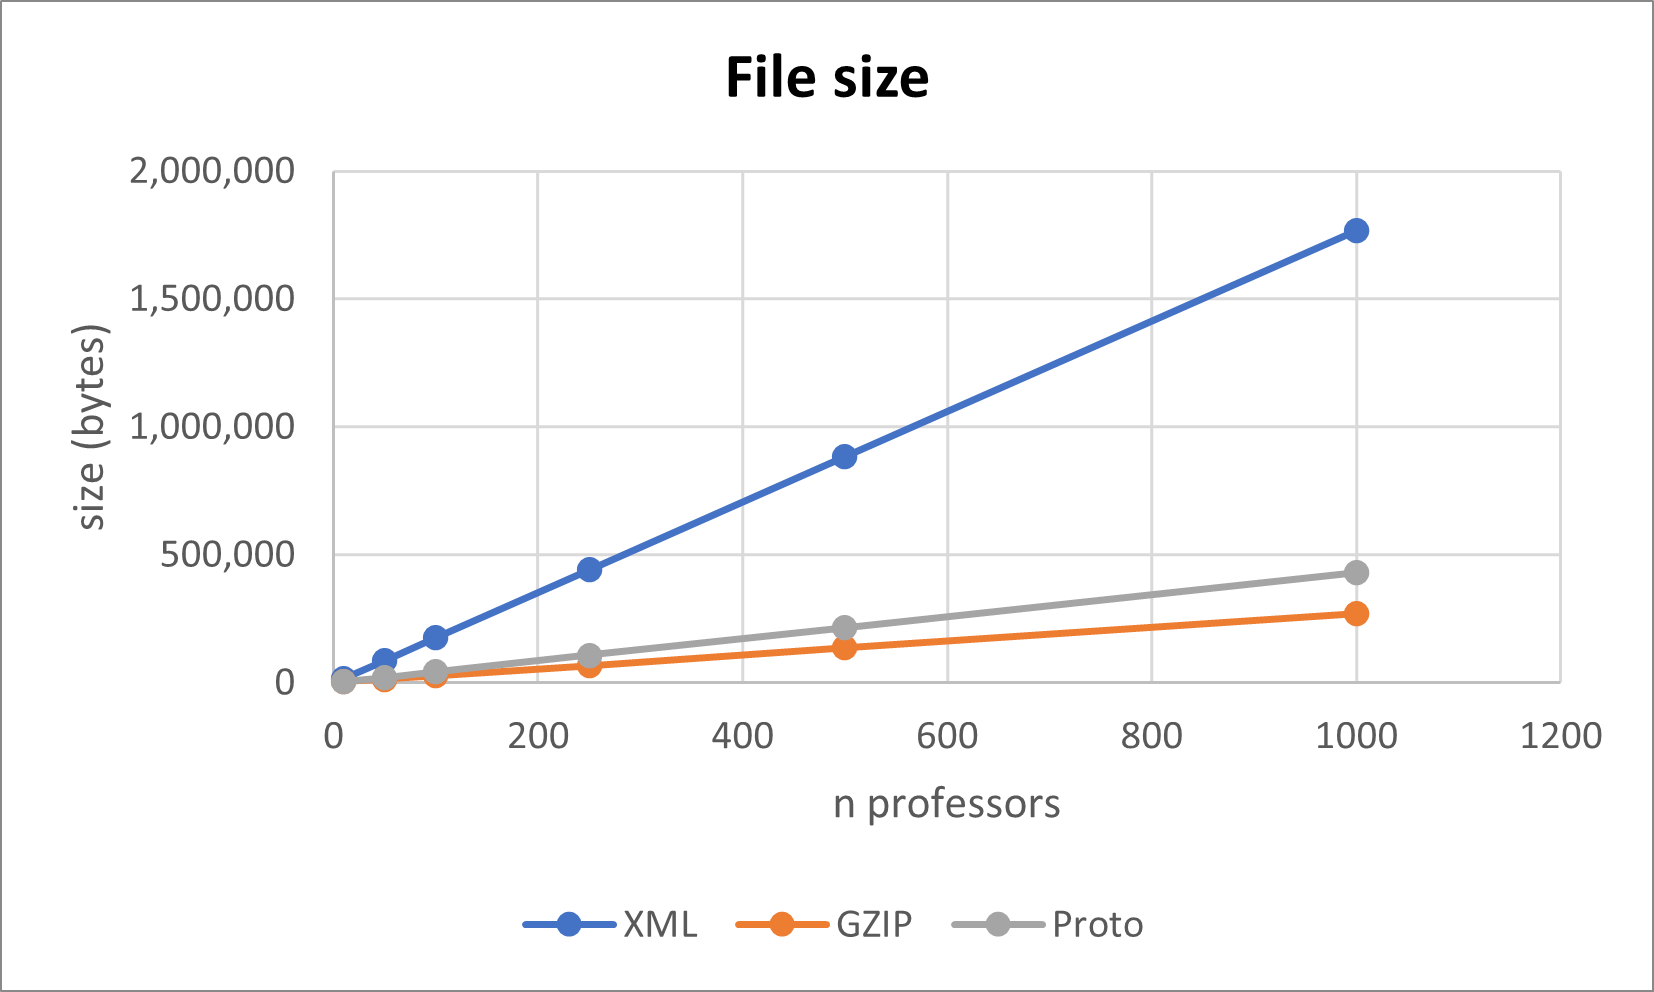 File size
2,000,000
1,500,000
1,000,000
500,000
0
size (bytes)
0 200 400 600 800 1000 1200
n professors
XML GZIP Proto